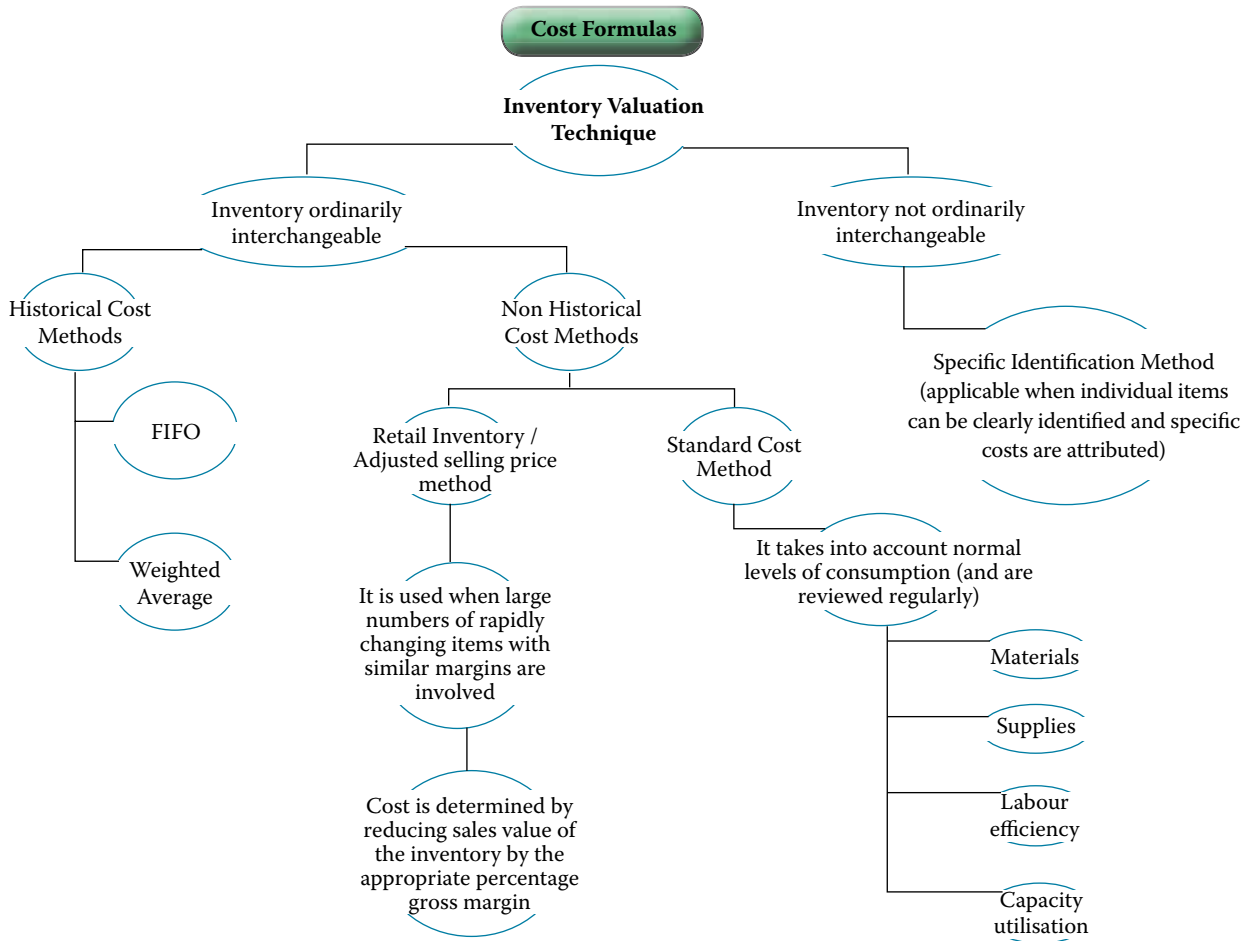 Cost Formulas
Inventory Valuation
Technique
Inventory ordinarily
interchangeable
Inventory not ordinarily
interchangeable
Historical Cost
Methods
Non Historical
Cost Methods
Specific Identification Method
(applicable when individual items
can be clearly identified and specific
costs are attributed)
FIFO
Weighted
Average
Retail Inventory /
Adjusted selling price
method
Standard Cost
Method
It is used when large
numbers of rapidly
changing items with
similar margins are
involved
Cost is determined by
reducing sales value of
the inventory by the
appropriate percentage
gross margin
It takes into account normal
levels of consumption (and are
reviewed regularly)
Materials
Supplies
Labour
efficiency
Capacity
utilisation